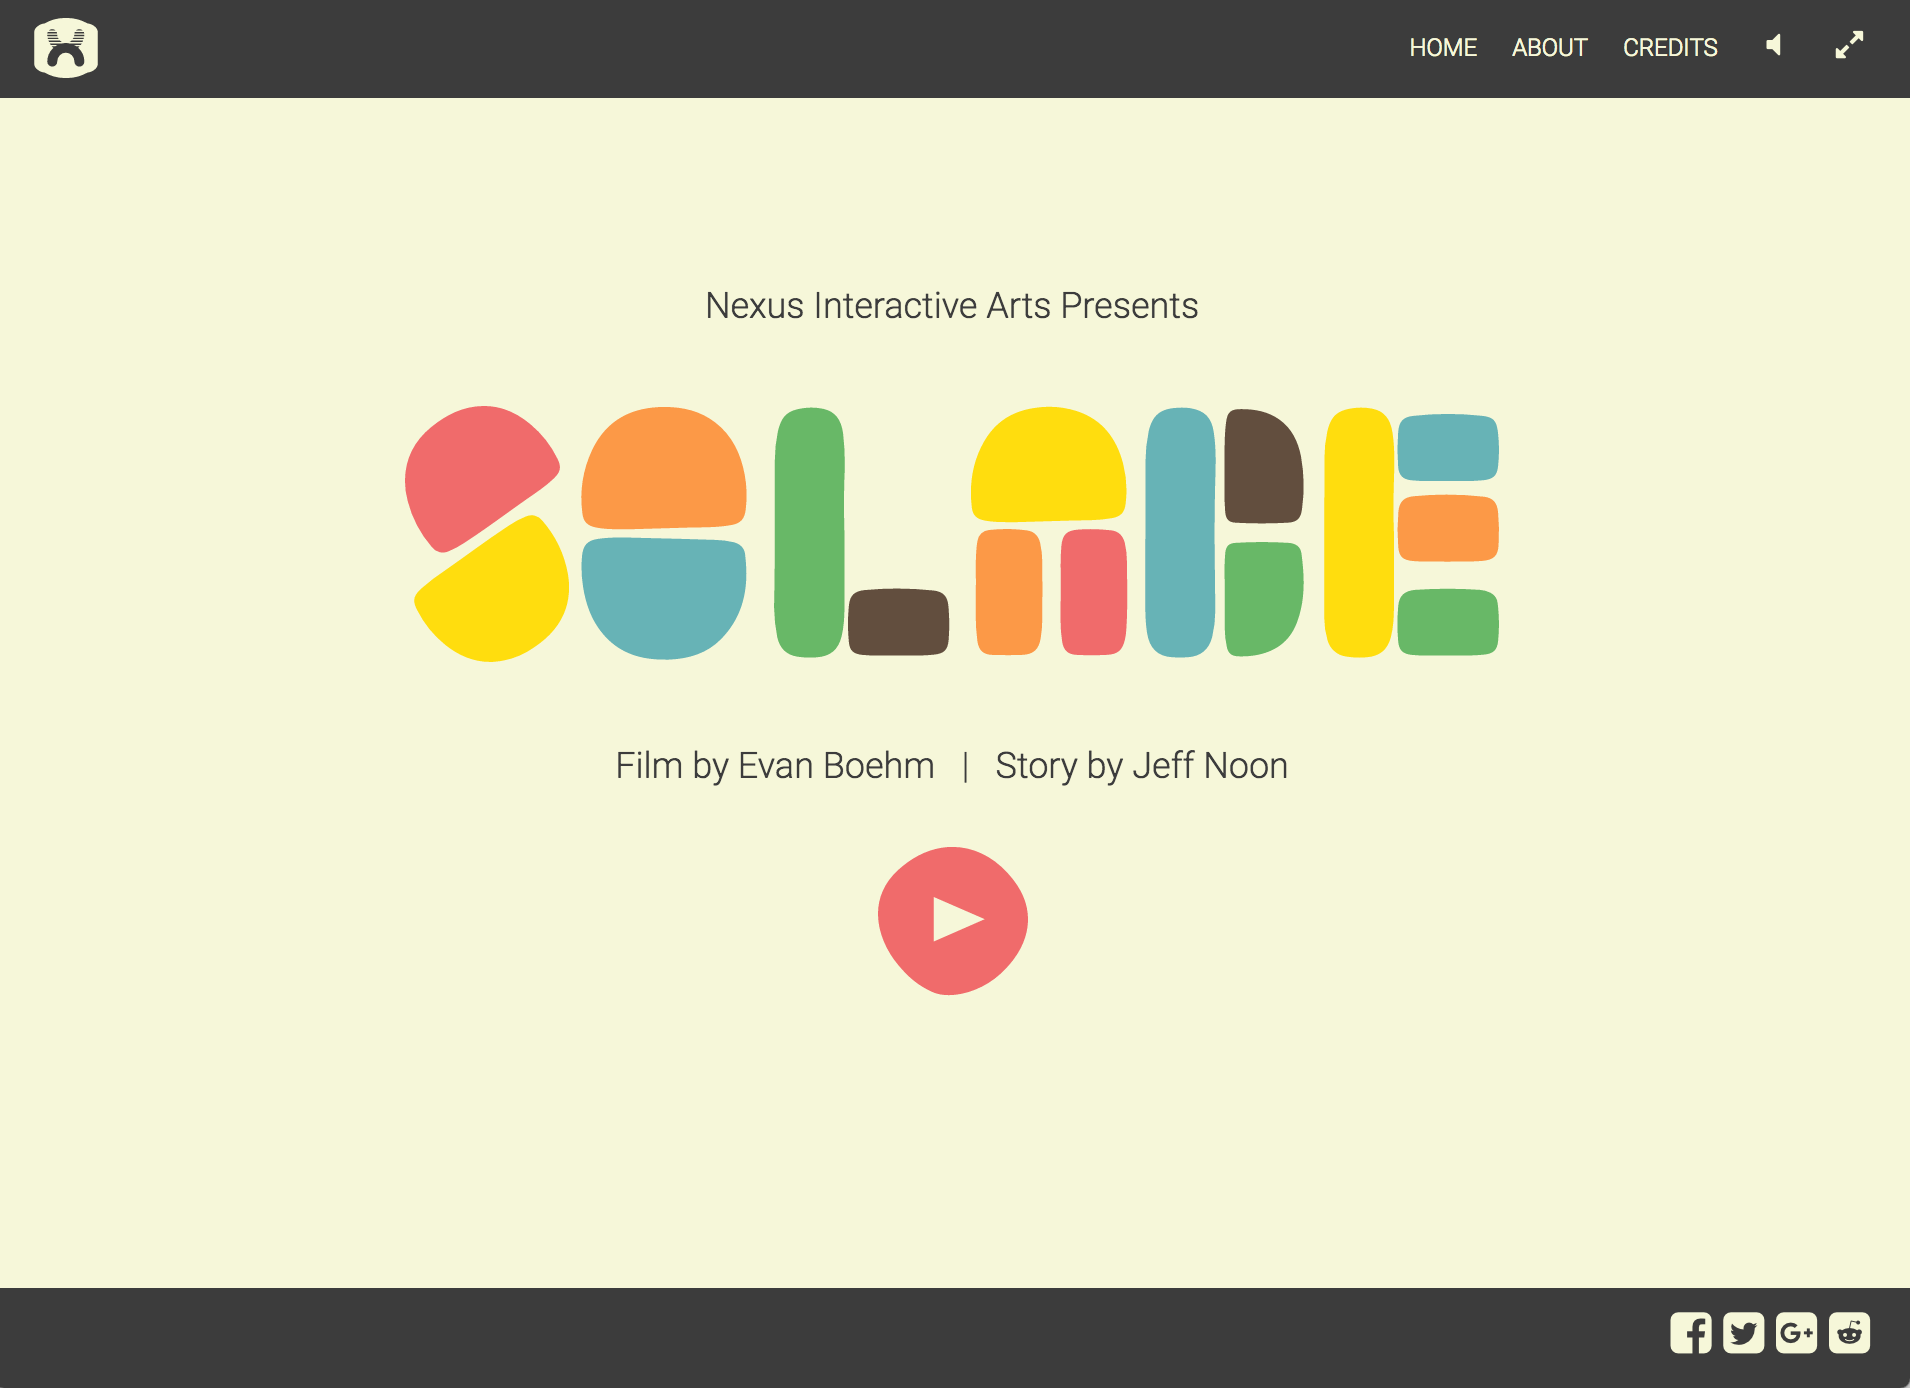 HOME ABOUT CREDITS
Nexus Interactive Arts Presents
SOLACE
Film by Evan Boehm | Story by Jeff Noon
G+